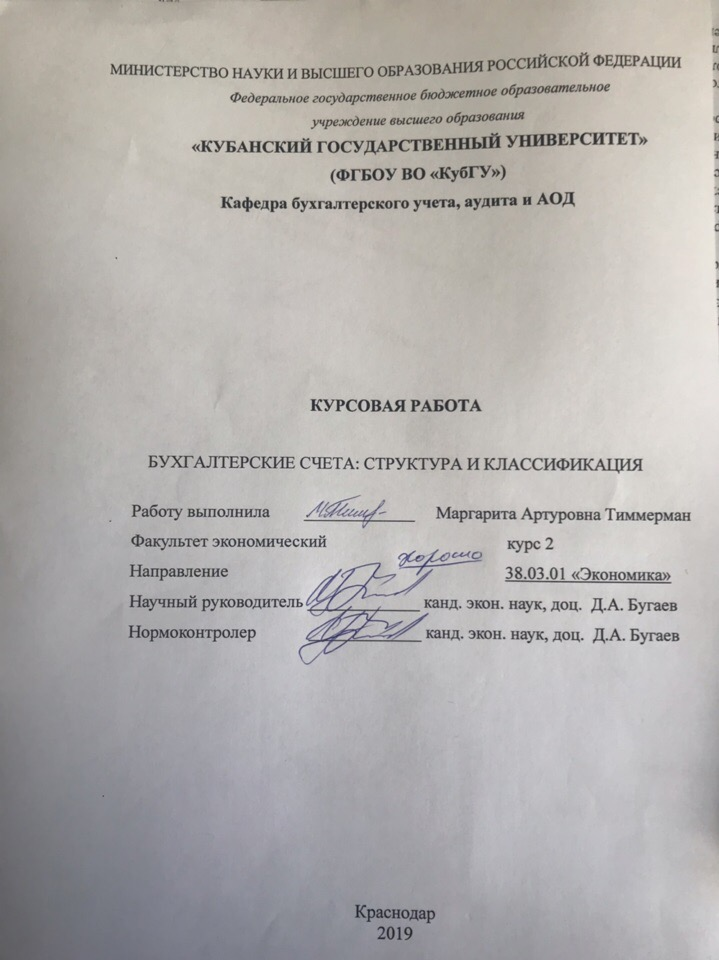 МИНИСТЕРСТВО НАУКИ И ВЫСШЕГО ОБРАЗОВАНИЯ РОССИЙСКОЙ ФЕДЕРАЦИИ
Федеральное государственное бюджетное образовательное
учреждение высшего образования
«КУБАНСКИЙ ГОСУДАРСТВЕННЫЙ УНИВЕРСИТЕТ»
(ФГБОУ ВО «КубГУ»)
Кафедра бухгалтерского учета, аудита и АОД
КУРСОВАЯ РАБОТА
БУХГАЛТЕРСКИЕ СЧЕТА: СТРУКТУРА И КЛАССИФИКАЦИЯ
Работу выполнила Маргарита Артуровна Тиммерман
Факультет экономический курс 2
хорошо
Направление 38.03.01 «Экономика»
Научный руководитель канд. экон. наук, доц. Д.А. Бугаев
Нормоконтролер канд. экон. наук, доц. Д.А. Бугаев
Краснодар
2019